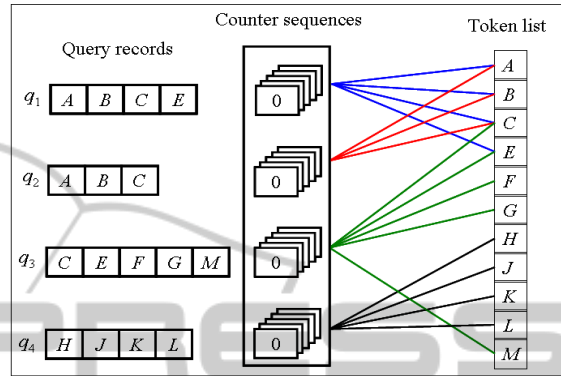 Counter sequences
Token list
Query records
q1 A B C E
0
q2 A B C
0
q3 C E F G M
0
q4 H J K L
0
A
B
C
E
F
G
H
J
K
L
M